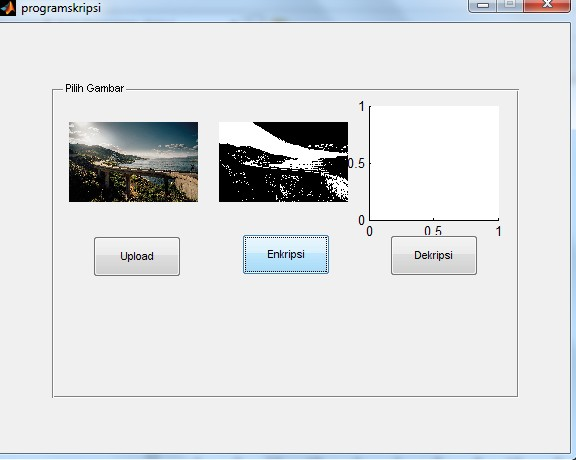 programskripsi
Pilih Gambar
1
0.5
0
0
0.5
1
Upload
Enkripsi
Dekripsi